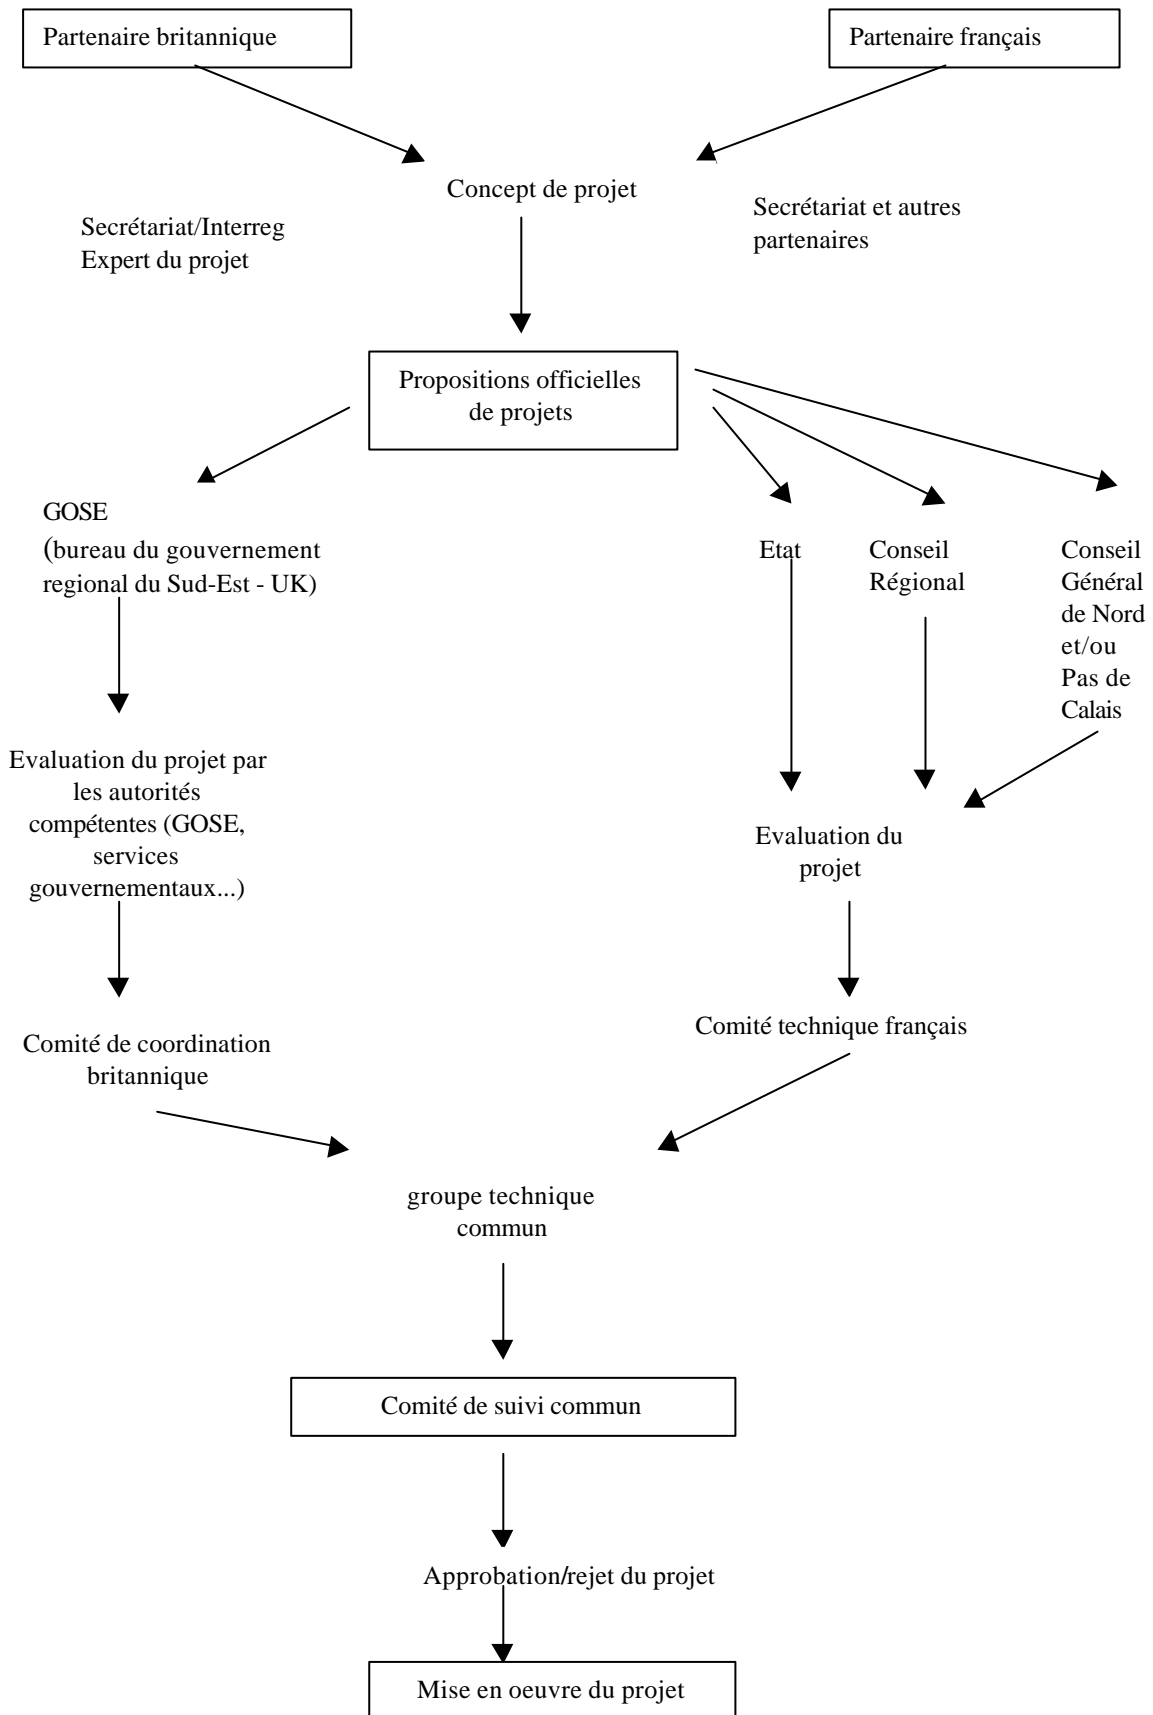 Partenaire britannique
Partenaire français
Concept de projet
Secrétariat/Interreg
Expert du projet
Secrétariat et autres
partenaires
Propositions officielles
de projets
GOSE
(bureau du gouvernement
regional du Sud-Est - UK)
Etat
Conseil
Régional
Conseil
Général
de Nord
et/ou
Pas de
Calais
Evaluation du projet par
les autorités
compétentes (GOSE,
services
gouvernementaux...)
Evaluation du
projet
Comité de coordination
britannique
Comité technique français
groupe technique
commun
Comité de suivi commun
Approbation/rejet du projet
Mise en oeuvre du projet